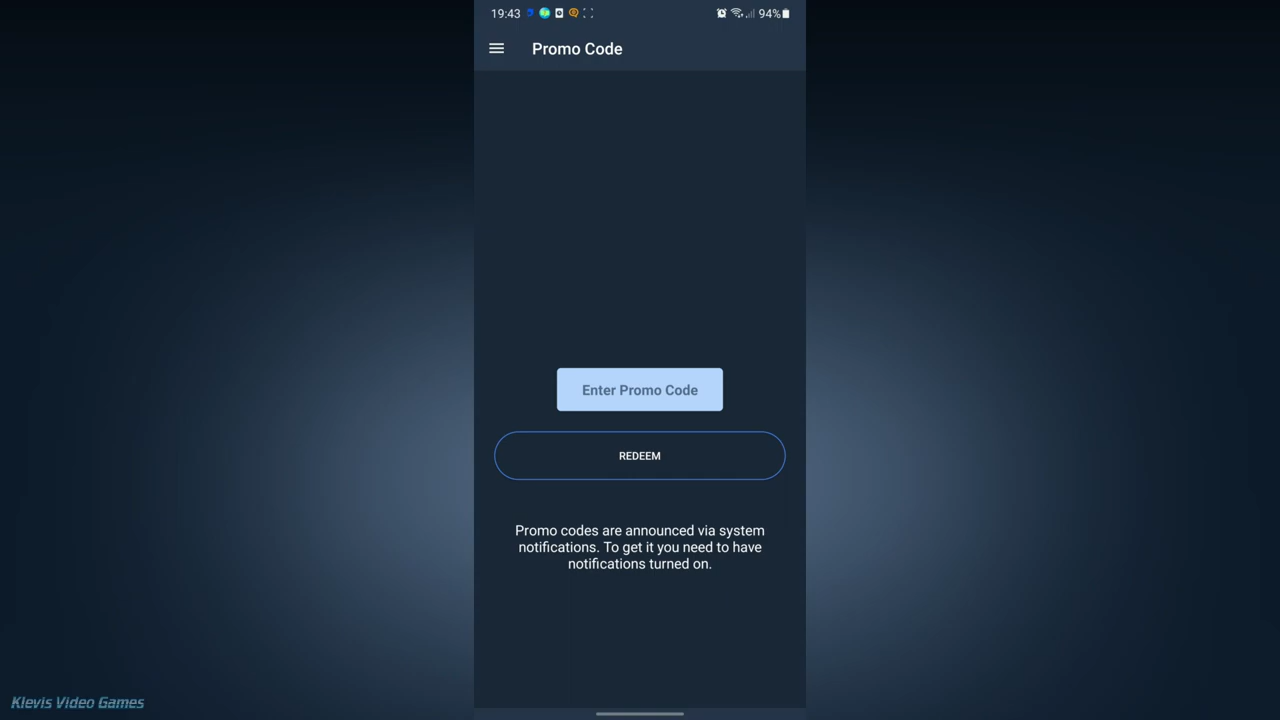 19:43
94%
Promo Code
Enter Promo Code
REDEEM
Promo codes are announced via system
notifications. To get it you need to have
notifications turned on.
Klevis Video Games